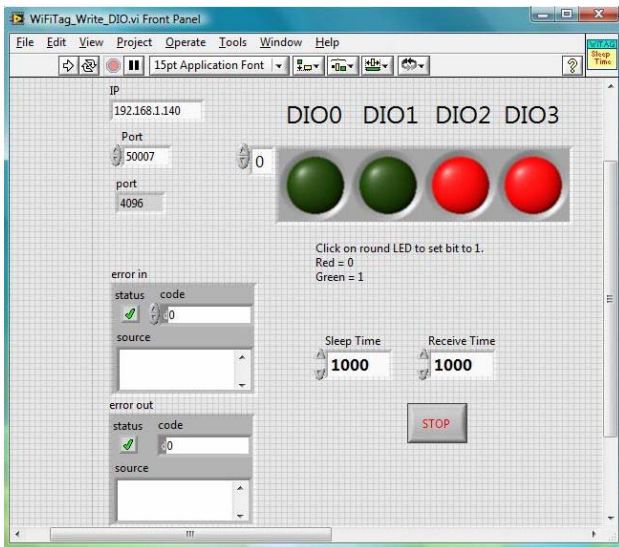 WiFiTag_Write_DIO.vi Front Panel
File Edit View Project Operate Tools Window Help
15pt Application Font
WiTAG
Sleep
Time
IP
192.168.1.140
Port
50007
port
4096
0
DIO0 DIO1 DIO2 DIO3
Click on round LED to set bit to 1.
Red = 0
Green = 1
error in
status code
0
source
Sleep Time Receive Time
1000 1000
error out
status code
0
source
STOP